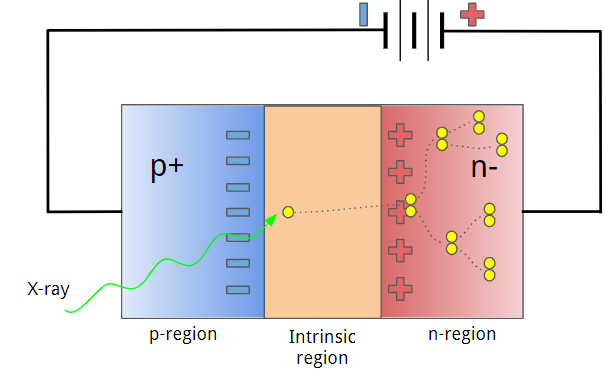 p+
n-
X-ray
p-region
Intrinsic
region
n-region